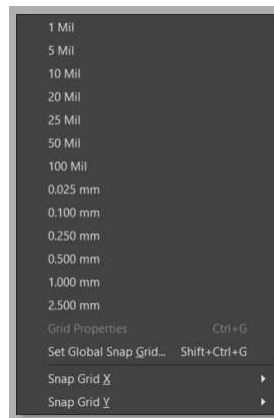 1 Mil
5 Mil
10 Mil
20 Mil
25 Mil
50 Mil
100 Mil
0.025 mm
0.100 mm
0.250 mm
0.500 mm
1.000 mm
2.500 mm
Grid Properties Ctrl+G
Set Global Snap Grid... Shift+Ctrl+G
Snap Grid X
Snap Grid Y